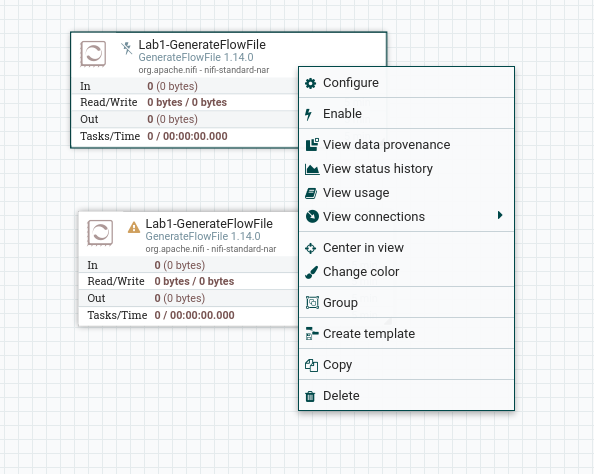 Lab1-GenerateFlowFile
GenerateFlowFile 1.14.0
org.apache.nifi - nifi-standard-nar
In 0 (0 bytes)
Read/Write 0 bytes / 0 bytes
Out 0 (0 bytes)
Tasks/Time 0 / 00:00:00.000
Lab1-GenerateFlowFile
GenerateFlowFile 1.14.0
org.apache.nifi - nifi-standard-nar
In 0 (0 bytes)
Read/Write 0 bytes / 0 bytes
Out 0 (0 bytes)
Tasks/Time 0 / 00:00:00.000
Configure
Enable
View data provenance
View status history
View usage
View connections
Center in view
Change color
Group
Create template
Copy
Delete